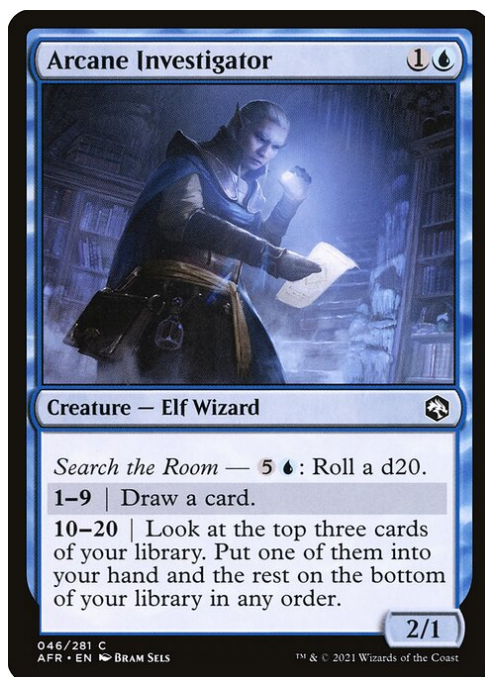 Arcane Investigator 1
Creature — Elf Wizard
Search the Room — 5 : Roll a d20.
1–9 | Draw a card.
10–20 | Look at the top three cards
of your library. Put one of them into
your hand and the rest on the bottom
of your library in any order.
2/1
046/281 C
AFR • EN Bram Sels
™ & © 2021 Wizards of the Coast